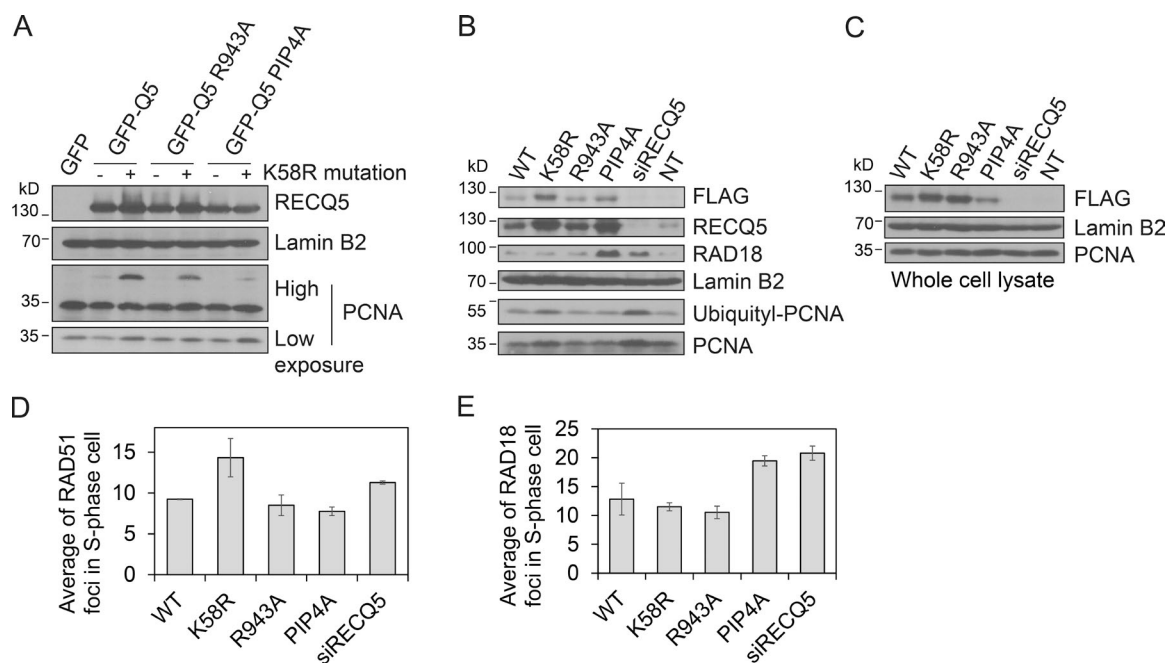 A
GFP
GFP-Q5
GFP-Q5 R943A
GFP-Q5 PIP4A
- + - + - + K58R mutation
kD
130 RECQ5
70 Lamin B2
35 High
PCNA
35 Low
exposure
B
WT K58R R943A PIP4A siRECQ5 NT
kD
130 FLAG
130 RECQ5
100 RAD18
70 Lamin B2
55 Ubiquityl-PCNA
35 PCNA
C
WT K58R R943A PIP4A siRECQ5 NT
kD
130 FLAG
70 Lamin B2
35 PCNA
Whole cell lysate
D
Average of RAD51
foci in S-phase cell
15
10
5
0
WT K58R R943A PIP4A siRECQ5
E
Average of RAD18
foci in S-phase cell
25
20
15
10
5
0
WT K58R R943A PIP4A siRECQ5